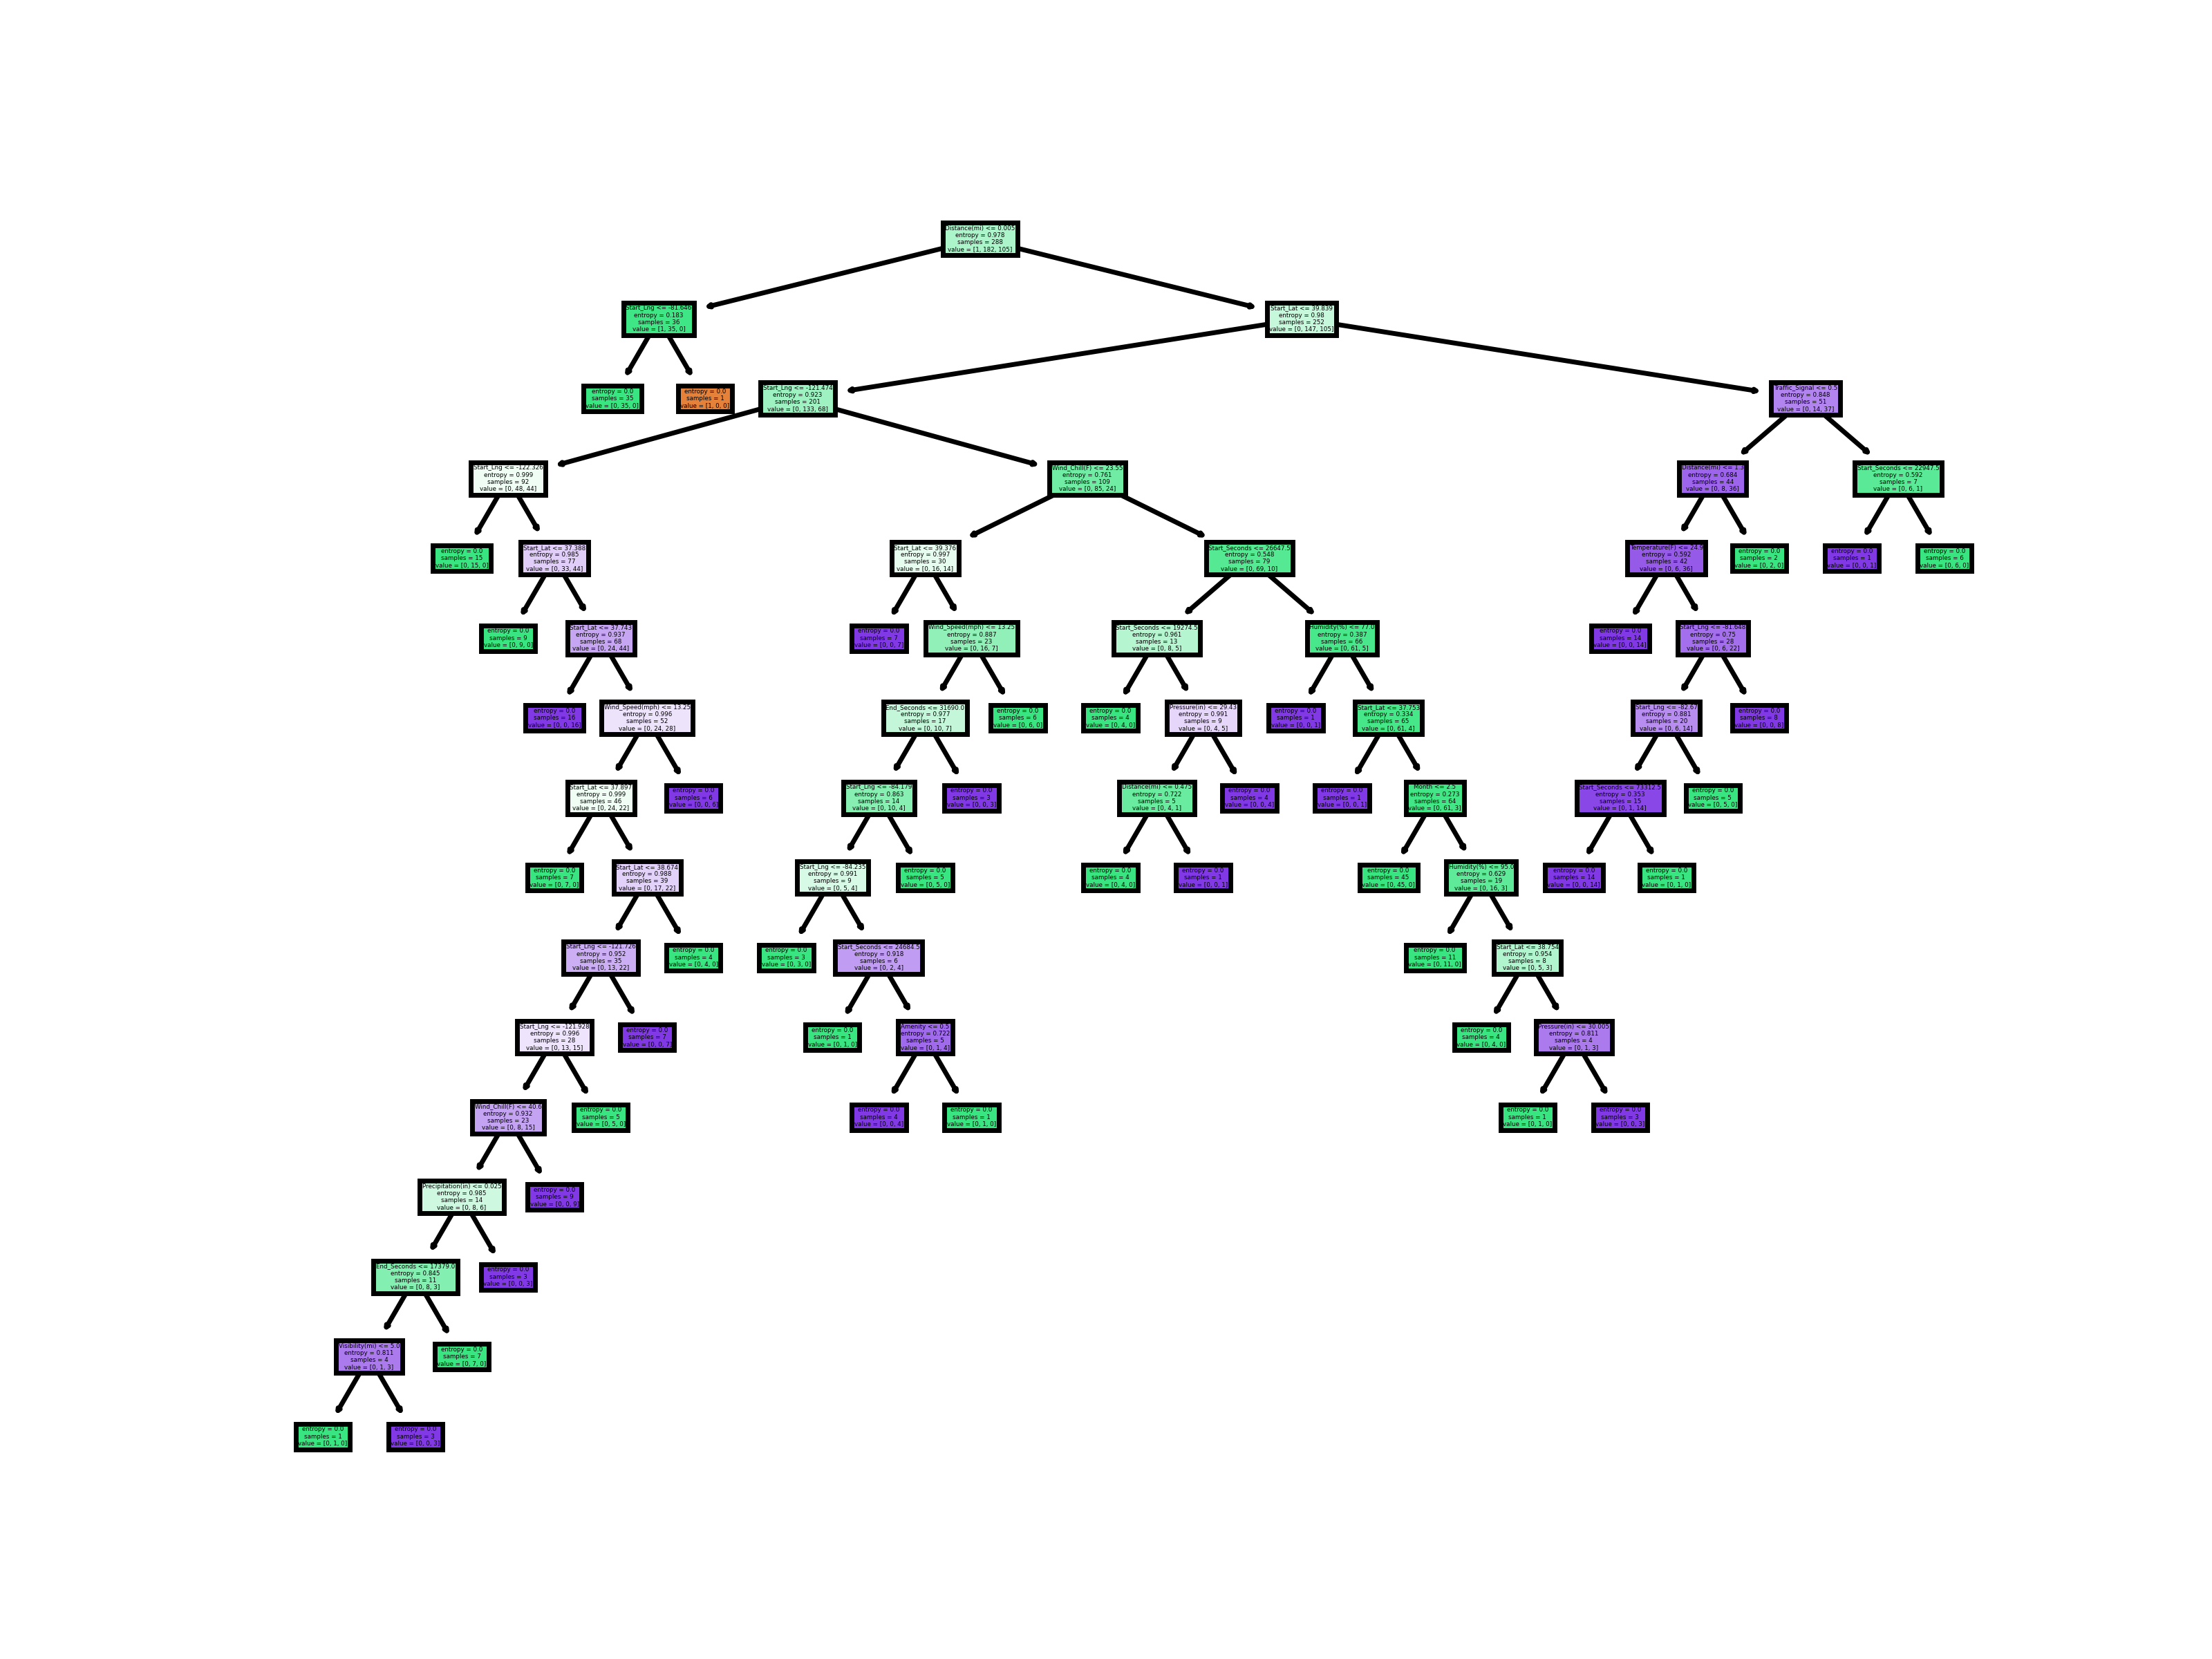 Distance(mi) <= 0.005
entropy = 0.978
samples = 288
value = [1, 182, 105]
Start_Lng <= -81.646
entropy = 0.183
samples = 36
value = [1, 35, 0]
Start_Lat <= 39.839
entropy = 0.98
samples = 252
value = [0, 147, 105]
entropy = 0.0
samples = 35
value = [0, 35, 0]
entropy = 0.0
samples = 1
value = [1, 0, 0]
Start_Lng <= -121.474
entropy = 0.923
samples = 201
value = [0, 133, 68]
Traffic_Signal <= 0.5
entropy = 0.848
samples = 51
value = [0, 14, 37]
Start_Lng <= -122.326
entropy = 0.999
samples = 92
value = [0, 48, 44]
Wind_Chill(F) <= 23.55
entropy = 0.761
samples = 109
value = [0, 85, 24]
Distance(mi) <= 1.3
entropy = 0.684
samples = 44
value = [0, 8, 36]
Start_Seconds <= 22947.5
entropy = 0.592
samples = 7
value = [0, 6, 1]
entropy = 0.0
samples = 15
value = [0, 15, 0]
Start_Lat <= 37.388
entropy = 0.985
samples = 77
value = [0, 33, 44]
Start_Lat <= 39.376
entropy = 0.997
samples = 30
value = [0, 16, 14]
Start_Seconds <= 26647.5
entropy = 0.548
samples = 79
value = [0, 69, 10]
Temperature(F) <= 24.9
entropy = 0.592
samples = 42
value = [0, 6, 36]
entropy = 0.0
samples = 2
value = [0, 2, 0]
entropy = 0.0
samples = 1
value = [0, 0, 1]
entropy = 0.0
samples = 6
value = [0, 6, 0]
entropy = 0.0
samples = 9
value = [0, 9, 0]
Start_Lat <= 37.743
entropy = 0.937
samples = 68
value = [0, 24, 44]
entropy = 0.0
samples = 7
value = [0, 0, 7]
Wind_Speed(mph) <= 13.25
entropy = 0.887
samples = 23
value = [0, 16, 7]
Start_Seconds <= 19274.5
entropy = 0.961
samples = 13
value = [0, 8, 5]
Humidity(%) <= 77.0
entropy = 0.387
samples = 66
value = [0, 61, 5]
entropy = 0.0
samples = 14
value = [0, 0, 14]
Start_Lng <= -81.648
entropy = 0.75
samples = 28
value = [0, 6, 22]
entropy = 0.0
samples = 16
value = [0, 0, 16]
Wind_Speed(mph) <= 13.25
entropy = 0.996
samples = 52
value = [0, 24, 28]
End_Seconds <= 31690.0
entropy = 0.977
samples = 17
value = [0, 10, 7]
entropy = 0.0
samples = 6
value = [0, 6, 0]
entropy = 0.0
samples = 4
value = [0, 4, 0]
Pressure(in) <= 29.43
entropy = 0.991
samples = 9
value = [0, 4, 5]
entropy = 0.0
samples = 1
value = [0, 0, 1]
Start_Lat <= 37.753
entropy = 0.334
samples = 65
value = [0, 61, 4]
Start_Lng <= -82.67
entropy = 0.881
samples = 20
value = [0, 6, 14]
entropy = 0.0
samples = 8
value = [0, 0, 8]
Start_Lat <= 37.897
entropy = 0.999
samples = 46
value = [0, 24, 22]
entropy = 0.0
samples = 6
value = [0, 0, 6]
Start_Lng <= -84.179
entropy = 0.863
samples = 14
value = [0, 10, 4]
entropy = 0.0
samples = 3
value = [0, 0, 3]
Distance(mi) <= 0.475
entropy = 0.722
samples = 5
value = [0, 4, 1]
entropy = 0.0
samples = 4
value = [0, 0, 4]
entropy = 0.0
samples = 1
value = [0, 0, 1]
Month <= 2.5
entropy = 0.273
samples = 64
value = [0, 61, 3]
Start_Seconds <= 73312.5
entropy = 0.353
samples = 15
value = [0, 1, 14]
entropy = 0.0
samples = 5
value = [0, 5, 0]
entropy = 0.0
samples = 7
value = [0, 7, 0]
Start_Lat <= 38.674
entropy = 0.988
samples = 39
value = [0, 17, 22]
Start_Lng <= -84.235
entropy = 0.991
samples = 9
value = [0, 5, 4]
entropy = 0.0
samples = 5
value = [0, 5, 0]
entropy = 0.0
samples = 4
value = [0, 4, 0]
entropy = 0.0
samples = 1
value = [0, 0, 1]
entropy = 0.0
samples = 45
value = [0, 45, 0]
Humidity(%) <= 95.0
entropy = 0.629
samples = 19
value = [0, 16, 3]
entropy = 0.0
samples = 14
value = [0, 0, 14]
entropy = 0.0
samples = 1
value = [0, 1, 0]
Start_Lng <= -121.726
entropy = 0.952
samples = 35
value = [0, 13, 22]
entropy = 0.0
samples = 4
value = [0, 4, 0]
entropy = 0.0
samples = 3
value = [0, 3, 0]
Start_Seconds <= 24684.5
entropy = 0.918
samples = 6
value = [0, 2, 4]
entropy = 0.0
samples = 11
value = [0, 11, 0]
Start_Lat <= 38.754
entropy = 0.954
samples = 8
value = [0, 5, 3]
Start_Lng <= -121.928
entropy = 0.996
samples = 28
value = [0, 13, 15]
entropy = 0.0
samples = 7
value = [0, 0, 7]
entropy = 0.0
samples = 1
value = [0, 1, 0]
Amenity <= 0.5
entropy = 0.722
samples = 5
value = [0, 1, 4]
entropy = 0.0
samples = 4
value = [0, 4, 0]
Pressure(in) <= 30.005
entropy = 0.811
samples = 4
value = [0, 1, 3]
Wind_Chill(F) <= 40.6
entropy = 0.932
samples = 23
value = [0, 8, 15]
entropy = 0.0
samples = 5
value = [0, 5, 0]
entropy = 0.0
samples = 4
value = [0, 0, 4]
entropy = 0.0
samples = 1
value = [0, 1, 0]
entropy = 0.0
samples = 1
value = [0, 1, 0]
entropy = 0.0
samples = 3
value = [0, 0, 3]
Precipitation(in) <= 0.025
entropy = 0.985
samples = 14
value = [0, 8, 6]
entropy = 0.0
samples = 9
value = [0, 0, 9]
End_Seconds <= 17379.0
entropy = 0.845
samples = 11
value = [0, 8, 3]
entropy = 0.0
samples = 3
value = [0, 0, 3]
Visibility(mi) <= 5.0
entropy = 0.811
samples = 4
value = [0, 1, 3]
entropy = 0.0
samples = 7
value = [0, 7, 0]
entropy = 0.0
samples = 1
value = [0, 1, 0]
entropy = 0.0
samples = 3
value = [0, 0, 3]